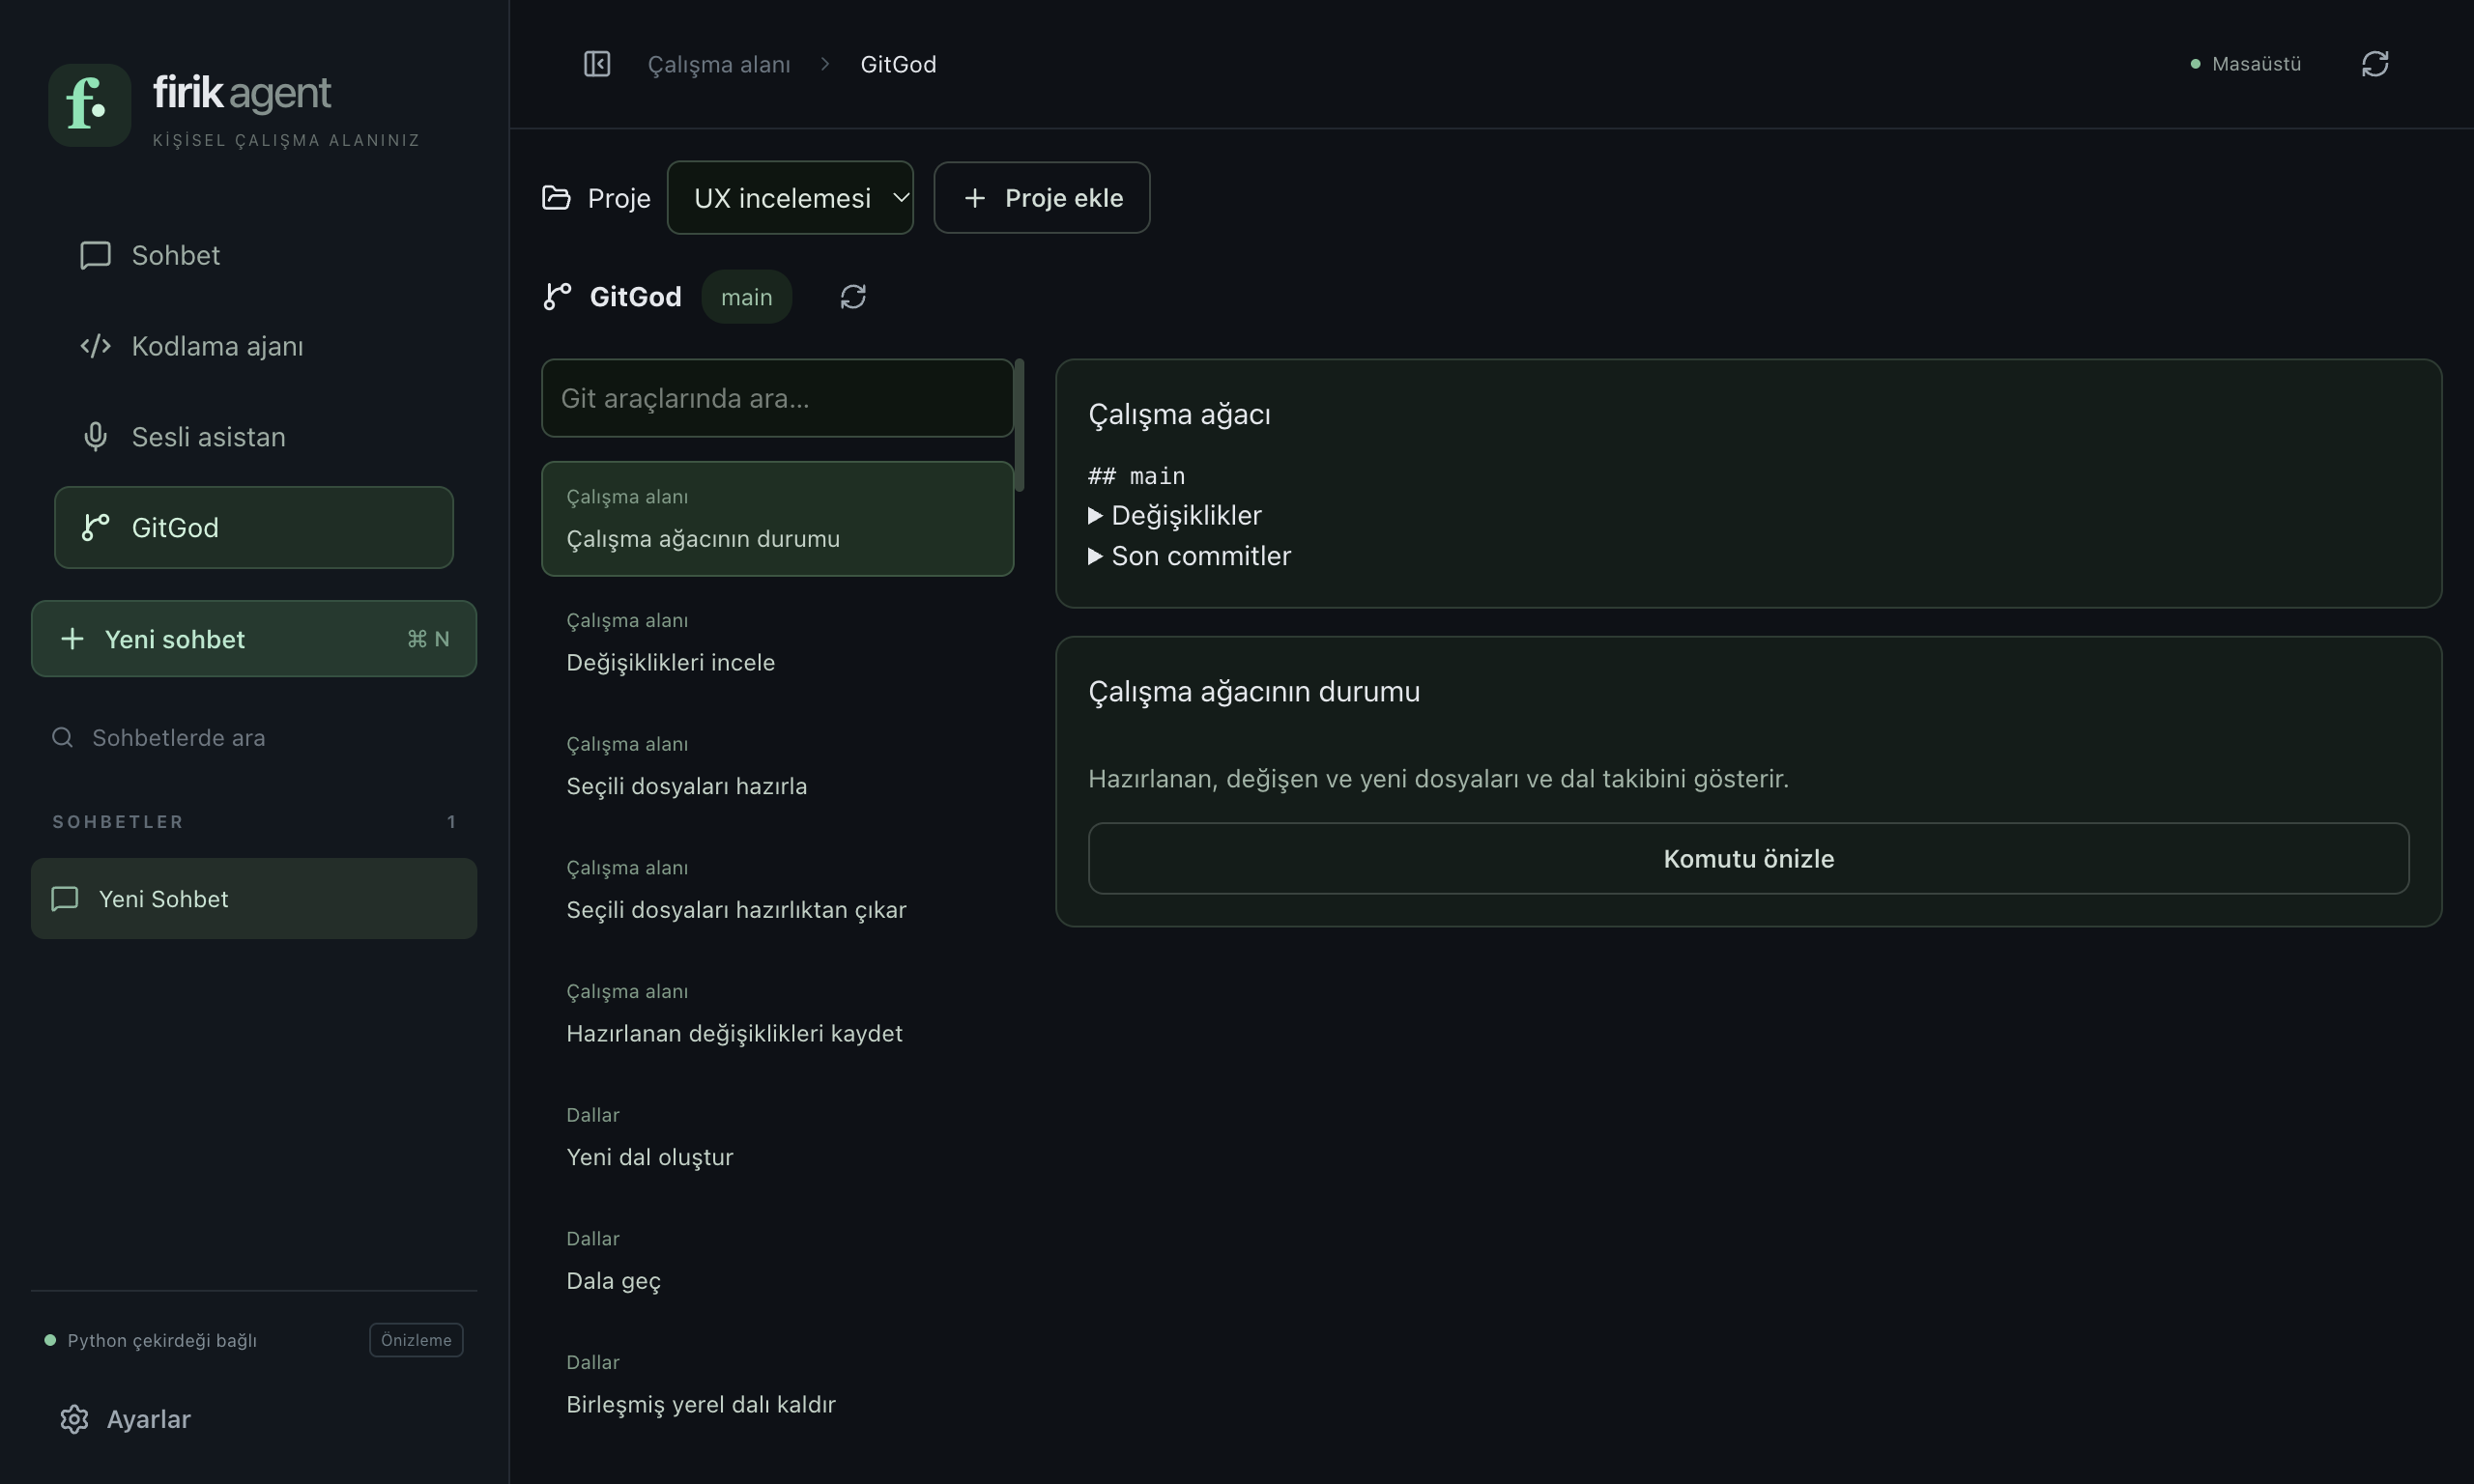 firik agent
KİŞİSEL ÇALIŞMA ALANINIZ
Sohbet
Kodlama ajanı
Sesli asistan
GitGod
Yeni sohbet ⌘ N
Sohbetlerde ara
SOHBETLER 1
Yeni Sohbet
Python çekirdeği bağlı Önizleme
Ayarlar
Çalışma alanı > GitGod
Masaüstü
Proje UX incelemesi + Proje ekle
GitGod main
Git araçlarında ara...
Çalışma alanı
Çalışma ağacının durumu
Çalışma alanı
Değişiklikleri incele
Çalışma alanı
Seçili dosyaları hazırla
Çalışma alanı
Seçili dosyaları hazırlıktan çıkar
Çalışma alanı
Hazırlanan değişiklikleri kaydet
Dallar
Yeni dal oluştur
Dallar
Dala geç
Dallar
Birleşmiş yerel dalı kaldır
Çalışma ağacı
## main
Değişiklikler
Son commitler
Çalışma ağacının durumu
Hazırlanan, değişen ve yeni dosyaları ve dal takibini gösterir.
Komutu önizle